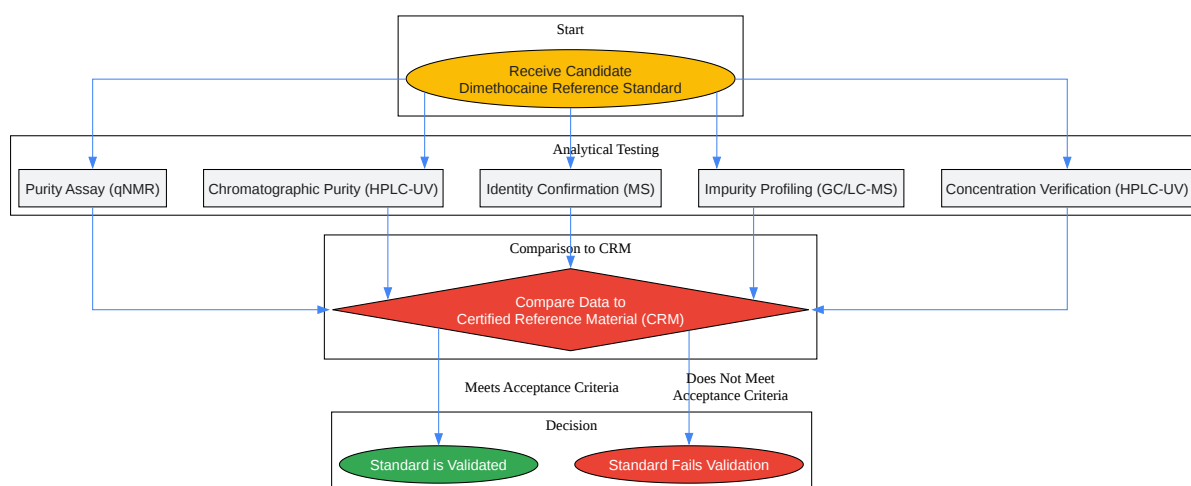 Start
Receive Candidate
Dimethocaine Reference Standard
Analytical Testing
Purity Assay (qNMR)
Chromatographic Purity (HPLC-UV)
Identity Confirmation (MS)
Impurity Profiling (GC/LC-MS)
Concentration Verification (HPLC-UV)
Comparison to CRM
Compare Data to
Certified Reference Material (CRM)
Meets Acceptance Criteria
Does Not Meet
Acceptance Criteria
Decision
Standard is Validated
Standard Fails Validation